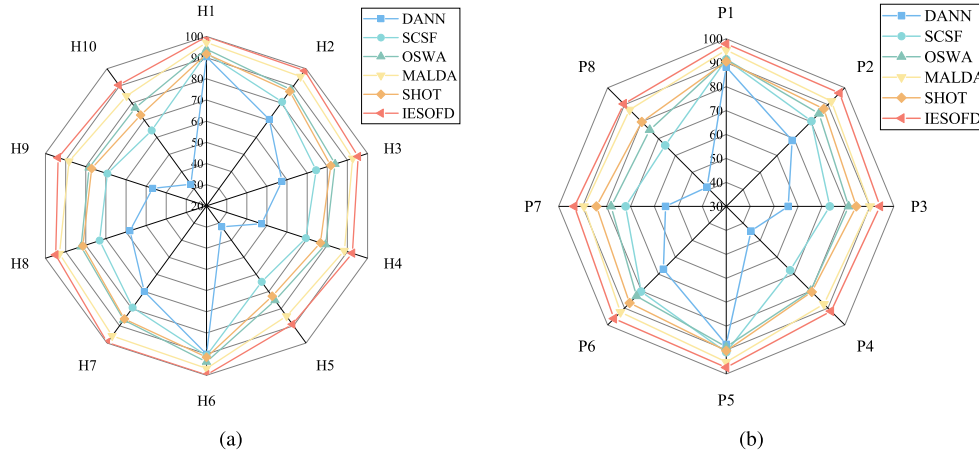 H1
H2
H3
H4
H5
H6
H7
H8
H9
H10
100
90
80
70
60
50
40
30
20
DANN
SCSF
OSWA
MALDA
SHOT
IESOFD
(a)
P1
P2
P3
P4
P5
P6
P7
P8
100
90
80
70
60
50
40
30
DANN
SCSF
OSWA
MALDA
SHOT
IESOFD
(b)